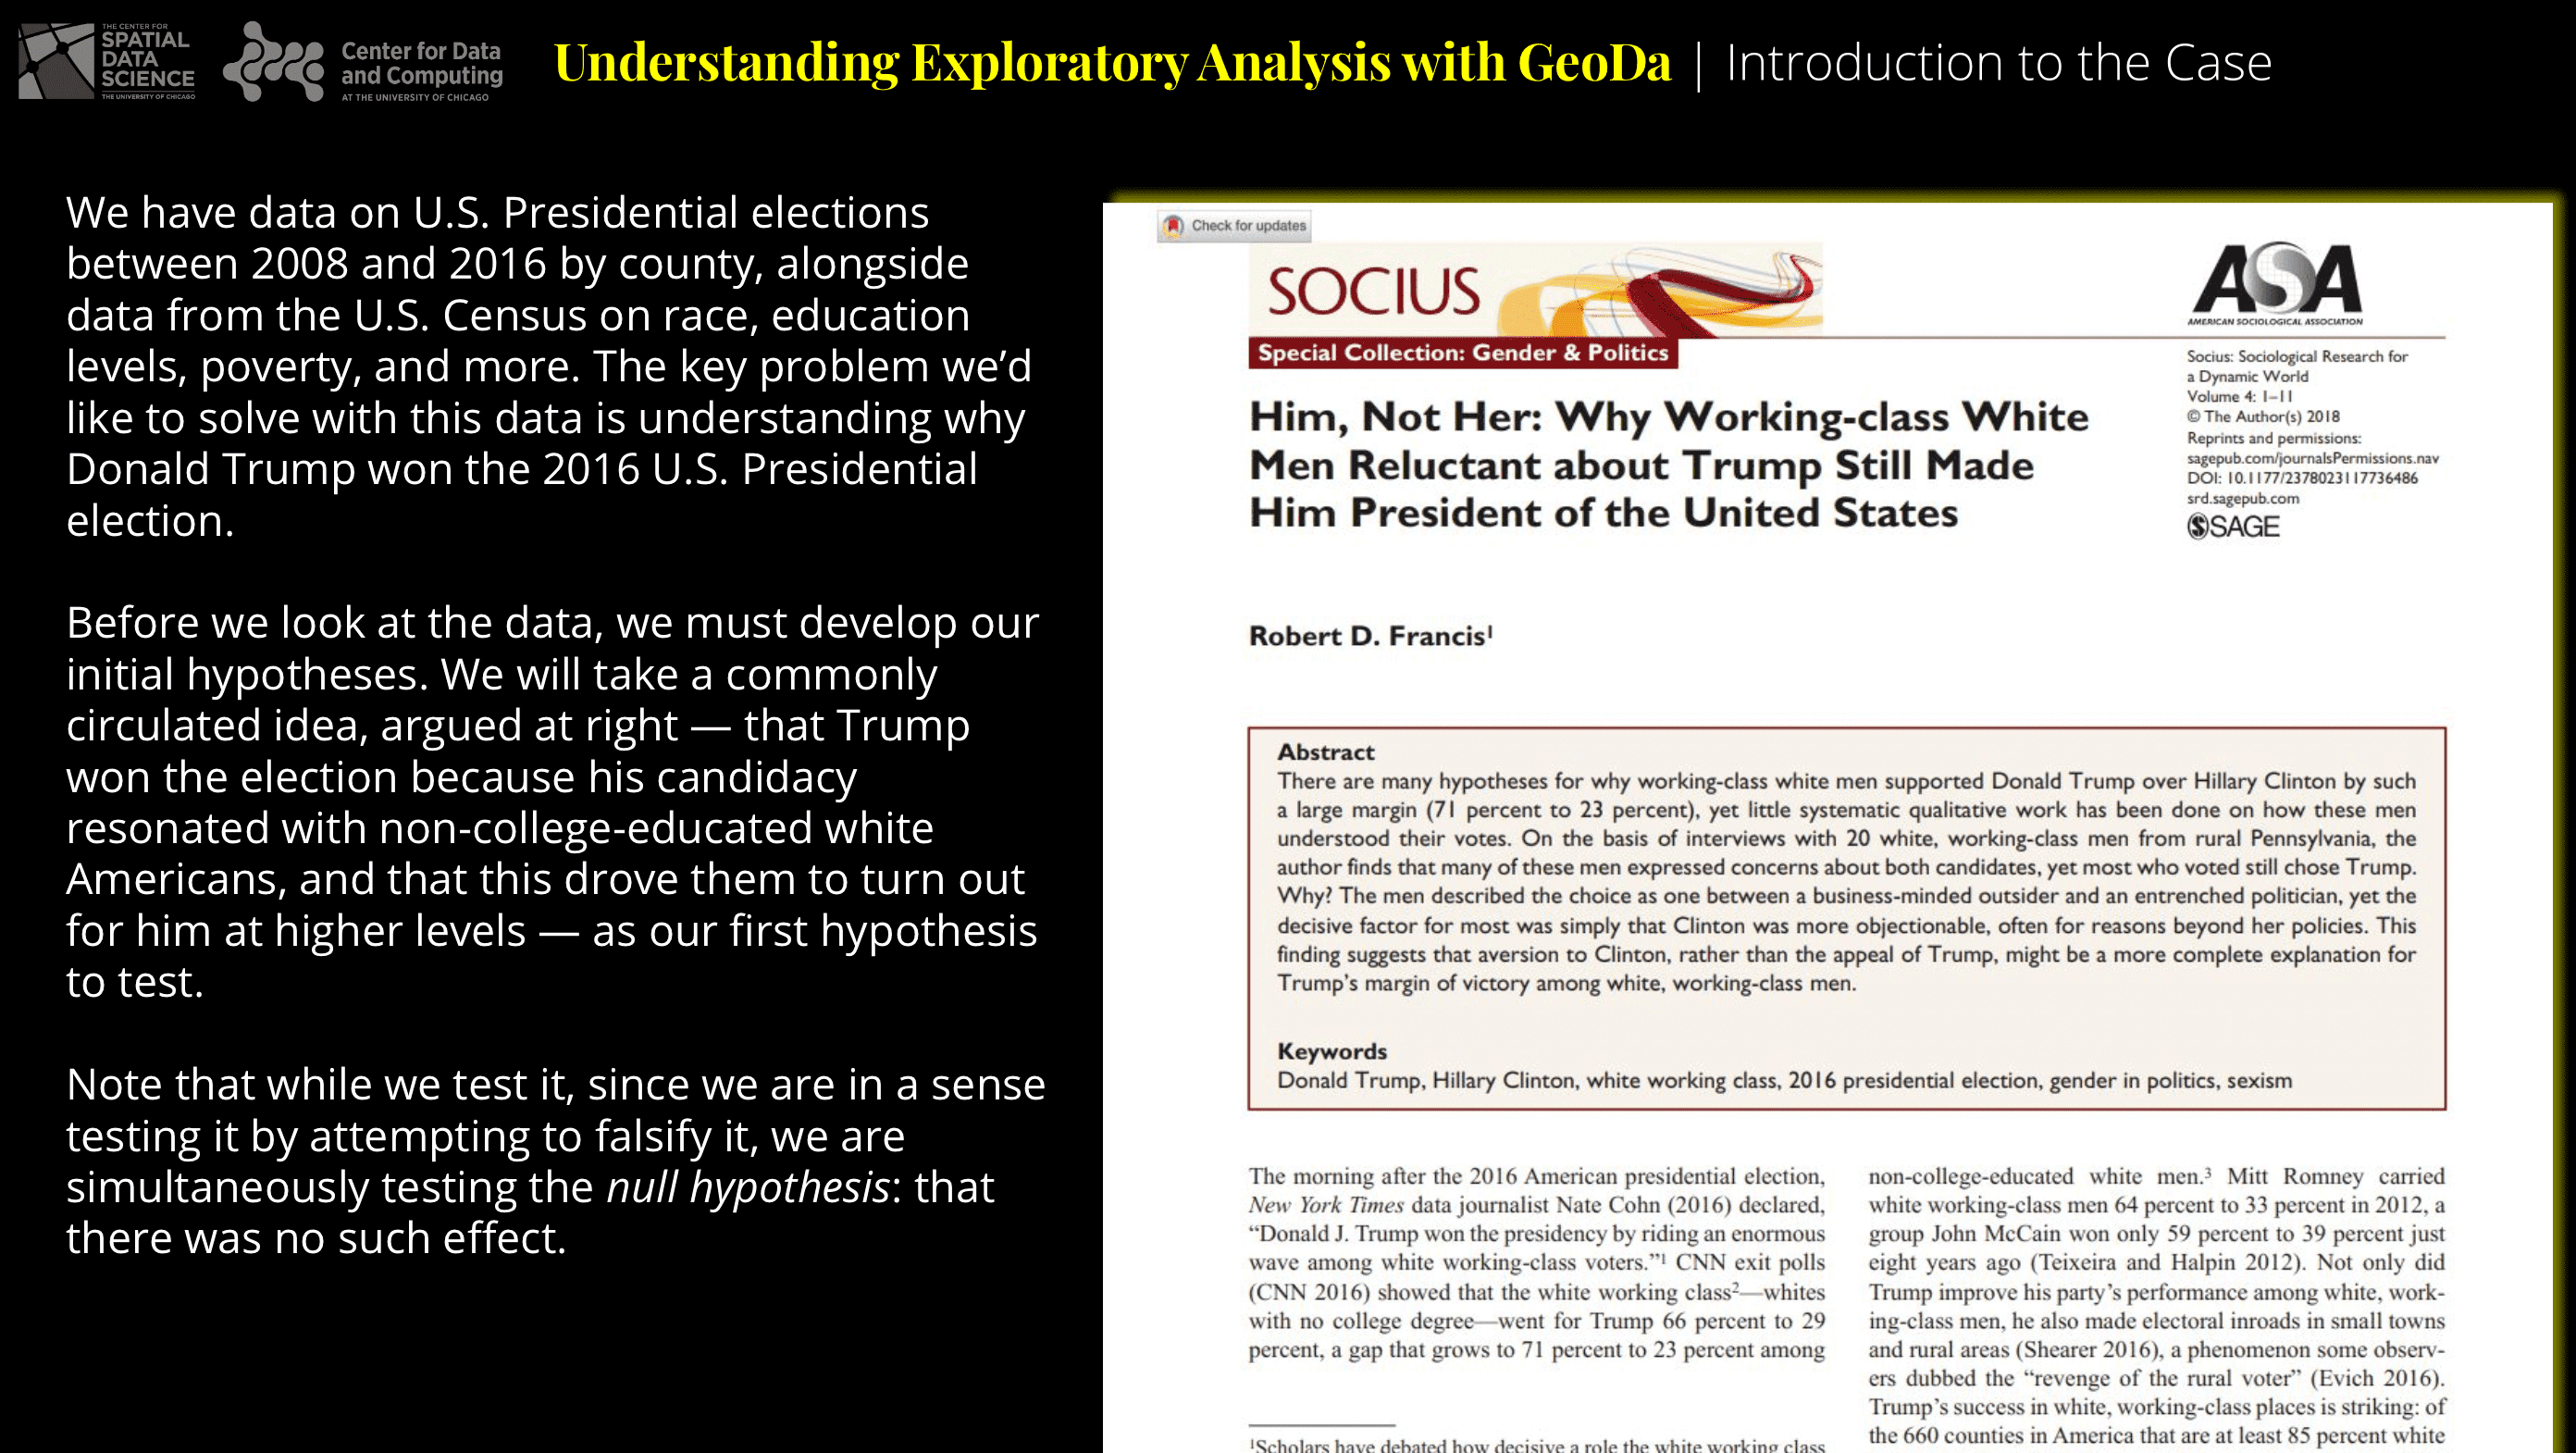 THE CENTER FOR
SPATIAL
DATA
SCIENCE
THE UNIVERSITY OF CHICAGO
Center for Data
and Computing
AT THE UNIVERSITY OF CHICAGO
Understanding Exploratory Analysis with GeoDa | Introduction to the Case
We have data on U.S. Presidential elections
between 2008 and 2016 by county, alongside
data from the U.S. Census on race, education
levels, poverty, and more. The key problem we’d
like to solve with this data is understanding why
Donald Trump won the 2016 U.S. Presidential
election.
Before we look at the data, we must develop our
initial hypotheses. We will take a commonly
circulated idea, argued at right — that Trump
won the election because his candidacy
resonated with non-college-educated white
Americans, and that this drove them to turn out
for him at higher levels — as our first hypothesis
to test.
Note that while we test it, since we are in a sense
testing it by attempting to falsify it, we are
simultaneously testing the null hypothesis: that
there was no such effect.
Check for updates
SOCIUS
Special Collection: Gender & Politics
ASA
AMERICAN SOCIOLOGICAL ASSOCIATION
Socius: Sociological Research for
a Dynamic World
Volume 4: 1–11
© The Author(s) 2018
Reprints and permissions:
sagepub.com/journalsPermissions.nav
DOI: 10.1177/2378023117736486
srd.sagepub.com
SAGE
Him, Not Her: Why Working-class White
Men Reluctant about Trump Still Made
Him President of the United States
Robert D. Francis¹
Abstract
There are many hypotheses for why working-class white men supported Donald Trump over Hillary Clinton by such
a large margin (71 percent to 23 percent), yet little systematic qualitative work has been done on how these men
understood their votes. On the basis of interviews with 20 white, working-class men from rural Pennsylvania, the
author finds that many of these men expressed concerns about both candidates, yet most who voted still chose Trump.
Why? The men described the choice as one between a business-minded outsider and an entrenched politician, yet the
decisive factor for most was simply that Clinton was more objectionable, often for reasons beyond her policies. This
finding suggests that aversion to Clinton, rather than the appeal of Trump, might be a more complete explanation for
Trump’s margin of victory among white, working-class men.
Keywords
Donald Trump, Hillary Clinton, white working class, 2016 presidential election, gender in politics, sexism
The morning after the 2016 American presidential election,
New York Times data journalist Nate Cohn (2016) declared,
“Donald J. Trump won the presidency by riding an enormous
wave among white working-class voters.”¹ CNN exit polls
(CNN 2016) showed that the white working class²—whites
with no college degree—went for Trump 66 percent to 29
percent, a gap that grows to 71 percent to 23 percent among
¹Scholars have debated how decisive a role the white working class
non-college-educated white men.³ Mitt Romney carried
white working-class men 64 percent to 33 percent in 2012, a
group John McCain won only 59 percent to 39 percent just
eight years ago (Teixeira and Halpin 2012). Not only did
Trump improve his party’s performance among white, work-
ing-class men, he also made electoral inroads in small towns
and rural areas (Shearer 2016), a phenomenon some observ-
ers dubbed the “revenge of the rural voter” (Evich 2016).
Trump’s success in white, working-class places is striking: of
the 660 counties in America that are at least 85 percent white